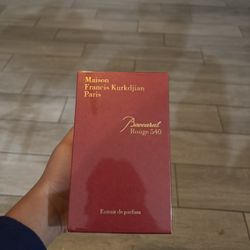 Maison
Francis Kurkdjian
Paris
Baccarat
Rouge 540
Extrait de parfum